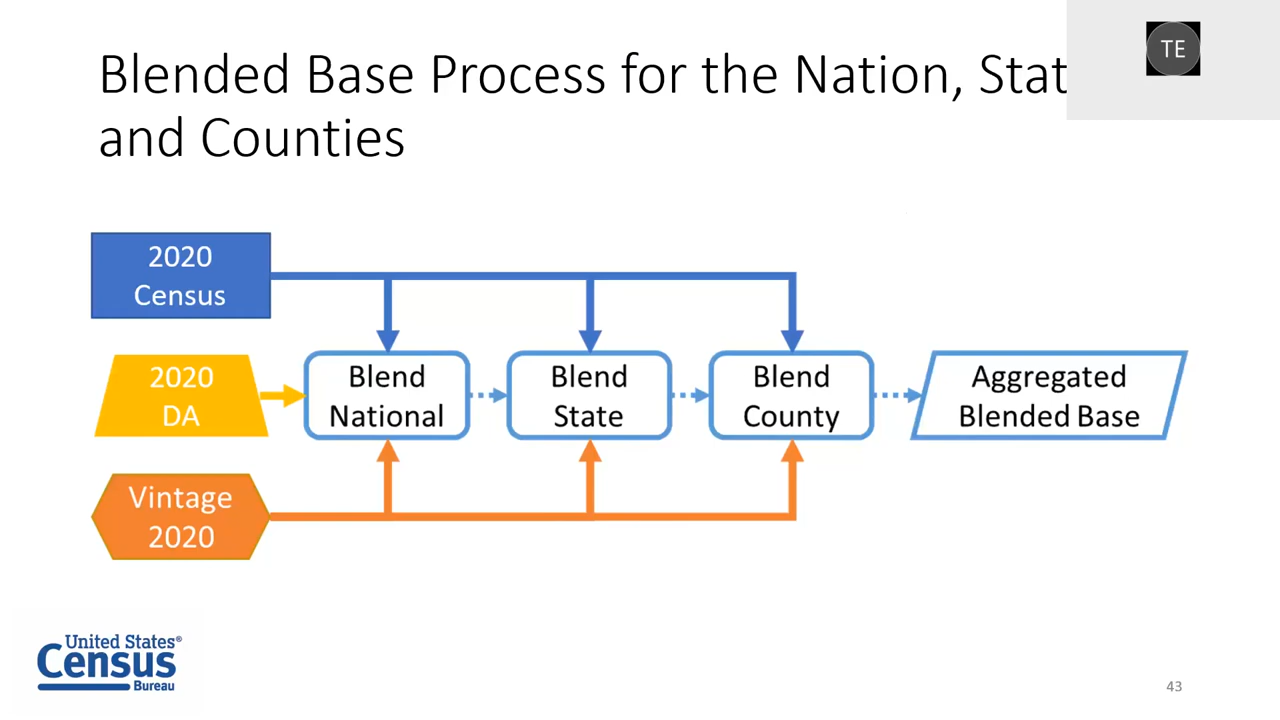 Blended Base Process for the Nation, Stat
and Counties
TE
2020
Census
2020
DA
Vintage
2020
Blend
National
Blend
State
Blend
County
Aggregated
Blended Base
United States®
Census
Bureau
43